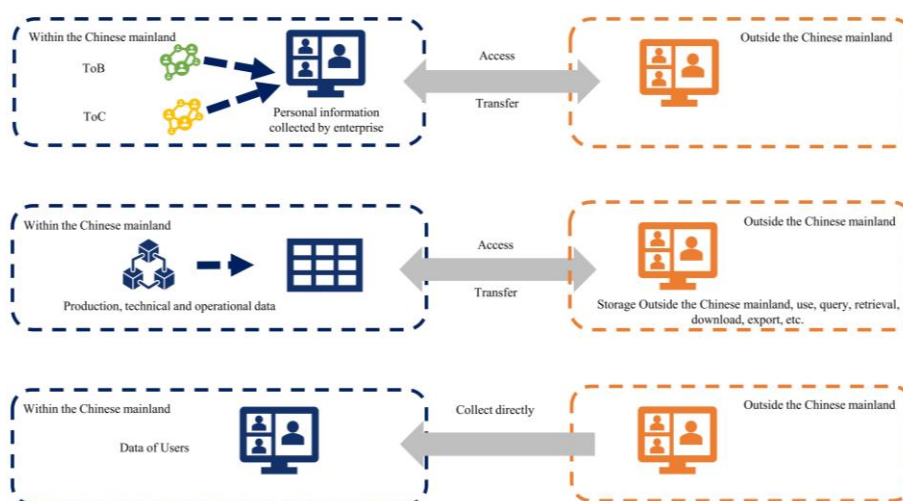 Within the Chinese mainland
ToB
ToC
Personal information
collected by enterprise
Access
Transfer
Outside the Chinese mainland
Within the Chinese mainland
Production, technical and operational data
Access
Transfer
Outside the Chinese mainland
Storage Outside the Chinese mainland, use, query, retrieval,
download, export, etc.
Within the Chinese mainland
Data of Users
Collect directly
Outside the Chinese mainland